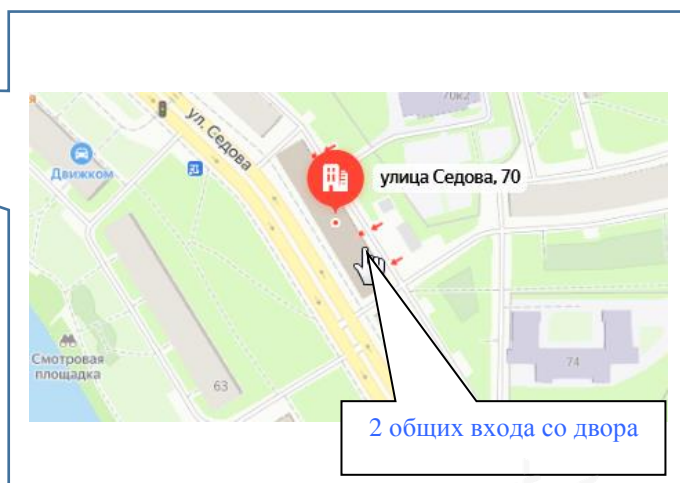 70к2
ул. Седова
Движком
улица Седова, 70
Смотровая
площадка
63
74
2 общих входа со двора